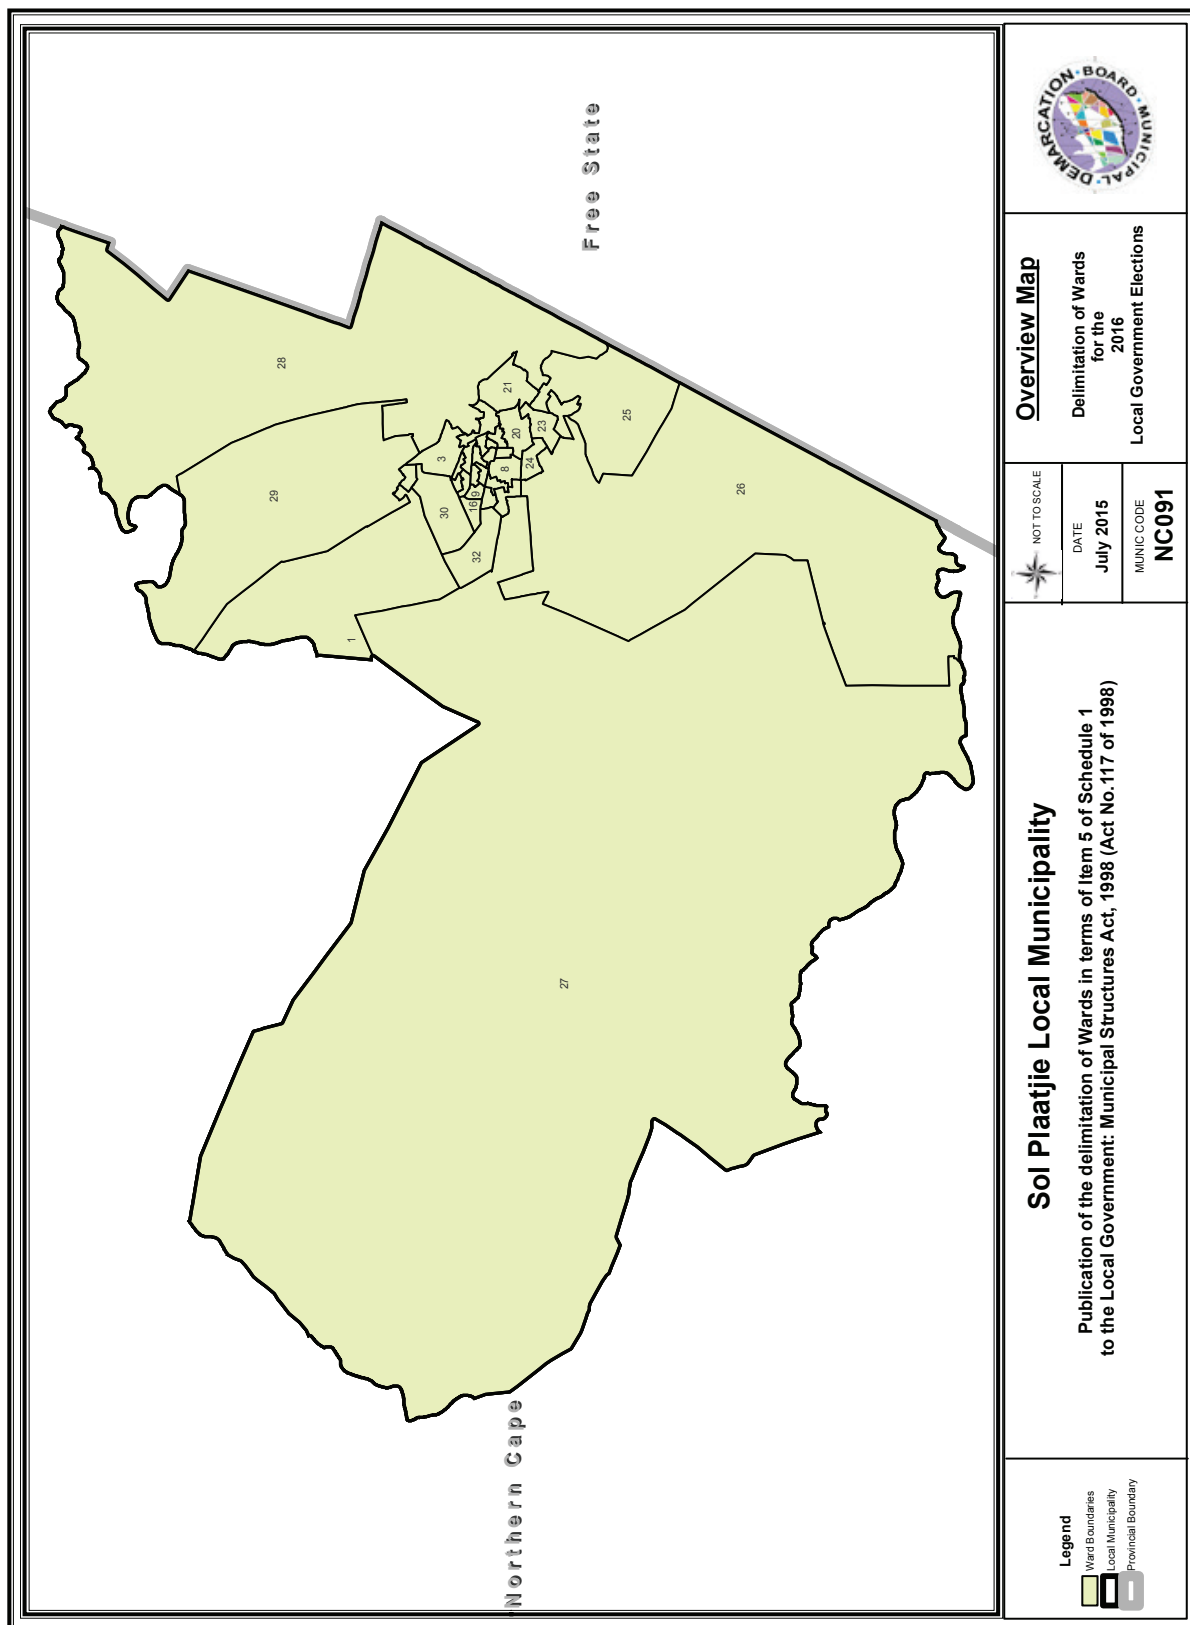 Free State
Northern Cape
28
29
1
3
30
32
16
9
8
20
21
23
24
25
26
27
MUNICIPAL DEMARCATION BOARD
Overview Map
Delimitation of Wards
for the
2016
Local Government Elections
NOT TO SCALE
DATE
July 2015
MUNIC CODE
NC091
Sol Plaatjie Local Municipality
Publication of the delimitation of Wards in terms of Item 5 of Schedule 1
to the Local Government: Municipal Structures Act, 1998 (Act No.117 of 1998)
Legend
Ward Boundaries
Local Municipality
Provincial Boundary